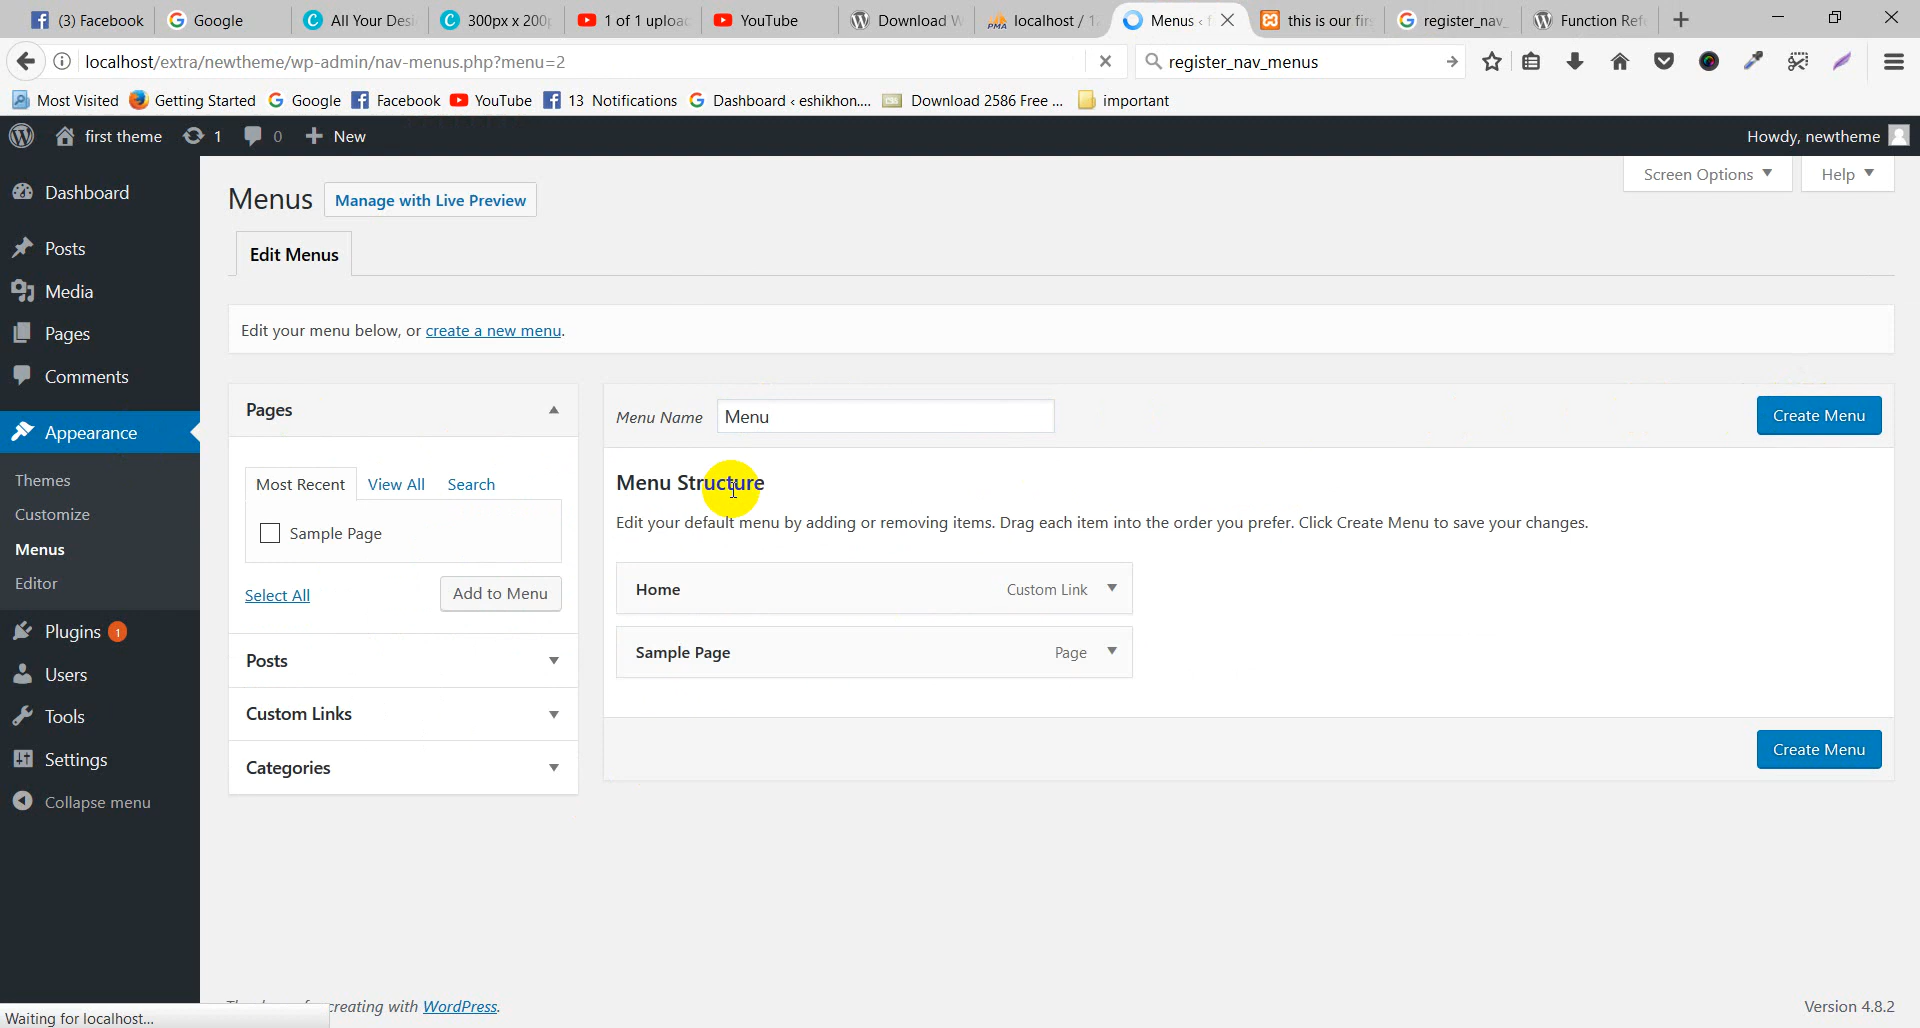 (3) Facebook
Google
All Your Desi
300px x 200p
1 of 1 upload
YouTube
Download W
localhost / 12
Menus ‹ f
this is our firs
register_nav_
Function Ref
localhost/extra/newtheme/wp-admin/nav-menus.php?menu=2
register_nav_menus
Most Visited Getting Started Google Facebook YouTube 13 Notifications Dashboard ‹ eshikhon.... Download 2586 Free ... important
first theme 1 0 New Howdy, newtheme
Screen Options Help
Menus Manage with Live Preview
Edit Menus
Edit your menu below, or create a new menu.
Dashboard
Posts
Media
Pages
Comments
Appearance
Themes
Customize
Menus
Editor
Plugins 1
Users
Tools
Settings
Collapse menu
Pages
Most Recent View All Search
Sample Page
Select All Add to Menu
Posts
Custom Links
Categories
Menu Name Menu Create Menu
Menu Structure
Edit your default menu by adding or removing items. Drag each item into the order you prefer. Click Create Menu to save your changes.
Home Custom Link
Sample Page Page
Create Menu
creating with WordPress.
Version 4.8.2
Waiting for localhost...